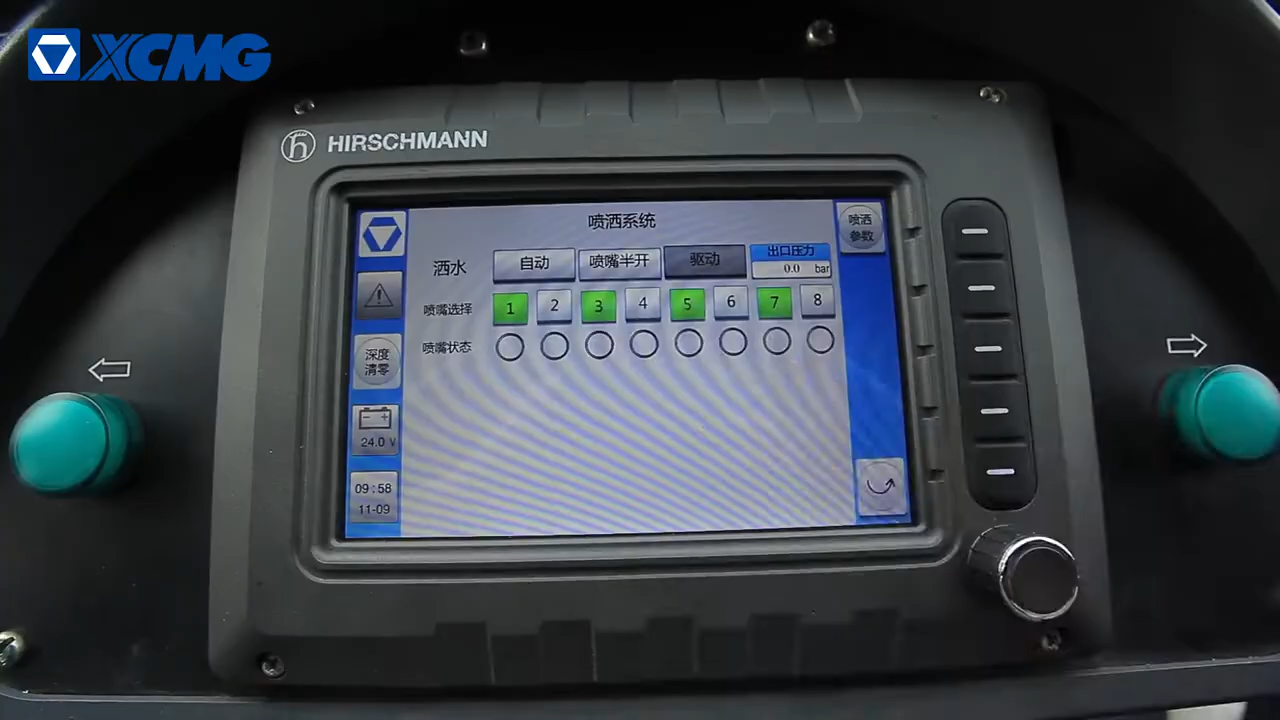 XCMG
HIRSCHMANN
喷洒系统
喷洒参数
洒水 自动 喷嘴半开 驱动 出口压力
0.0 bar
喷嘴选择 1 2 3 4 5 6 7 8
喷嘴状态
深度清零
24.0 V
09:58
11-09